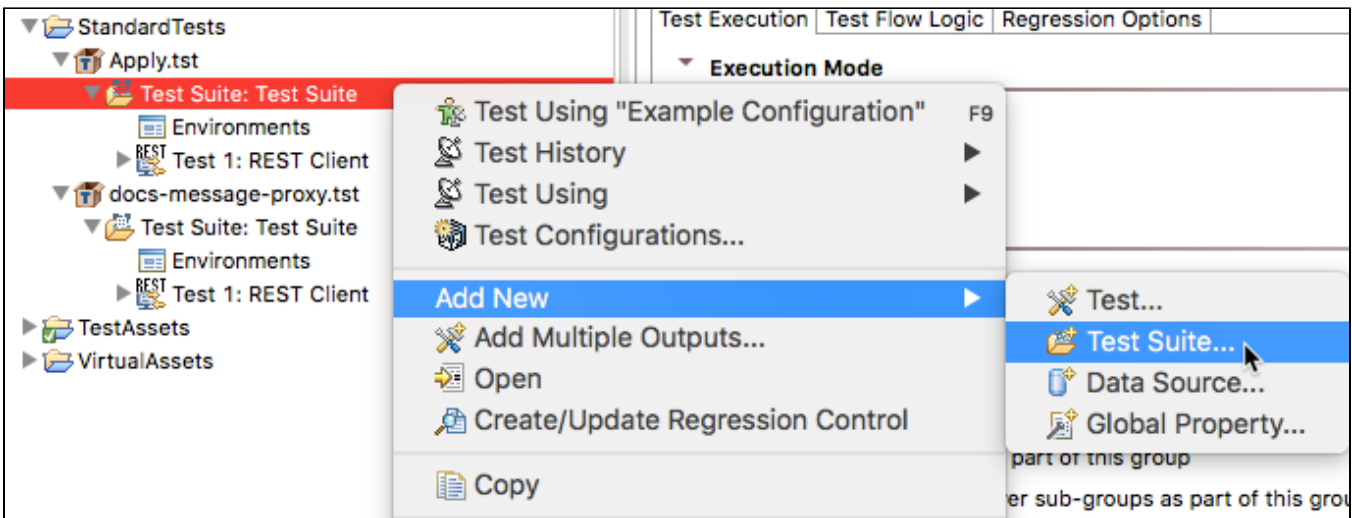 StandardTests
Apply.tst
Test Suite: Test Suite
Environments
REST Test 1: REST Client
docs-message-proxy.tst
Test Suite: Test Suite
Environments
REST Test 1: REST Client
TestAssets
VirtualAssets
Test Execution Test Flow Logic Regression Options
Execution Mode
Test Using "Example Configuration" F9
Test History
Test Using
Test Configurations...
Add New
Add Multiple Outputs...
Open
Create/Update Regression Control
Copy
Test...
Test Suite...
Data Source...
Global Property...
part of this group
sub-groups as part of this